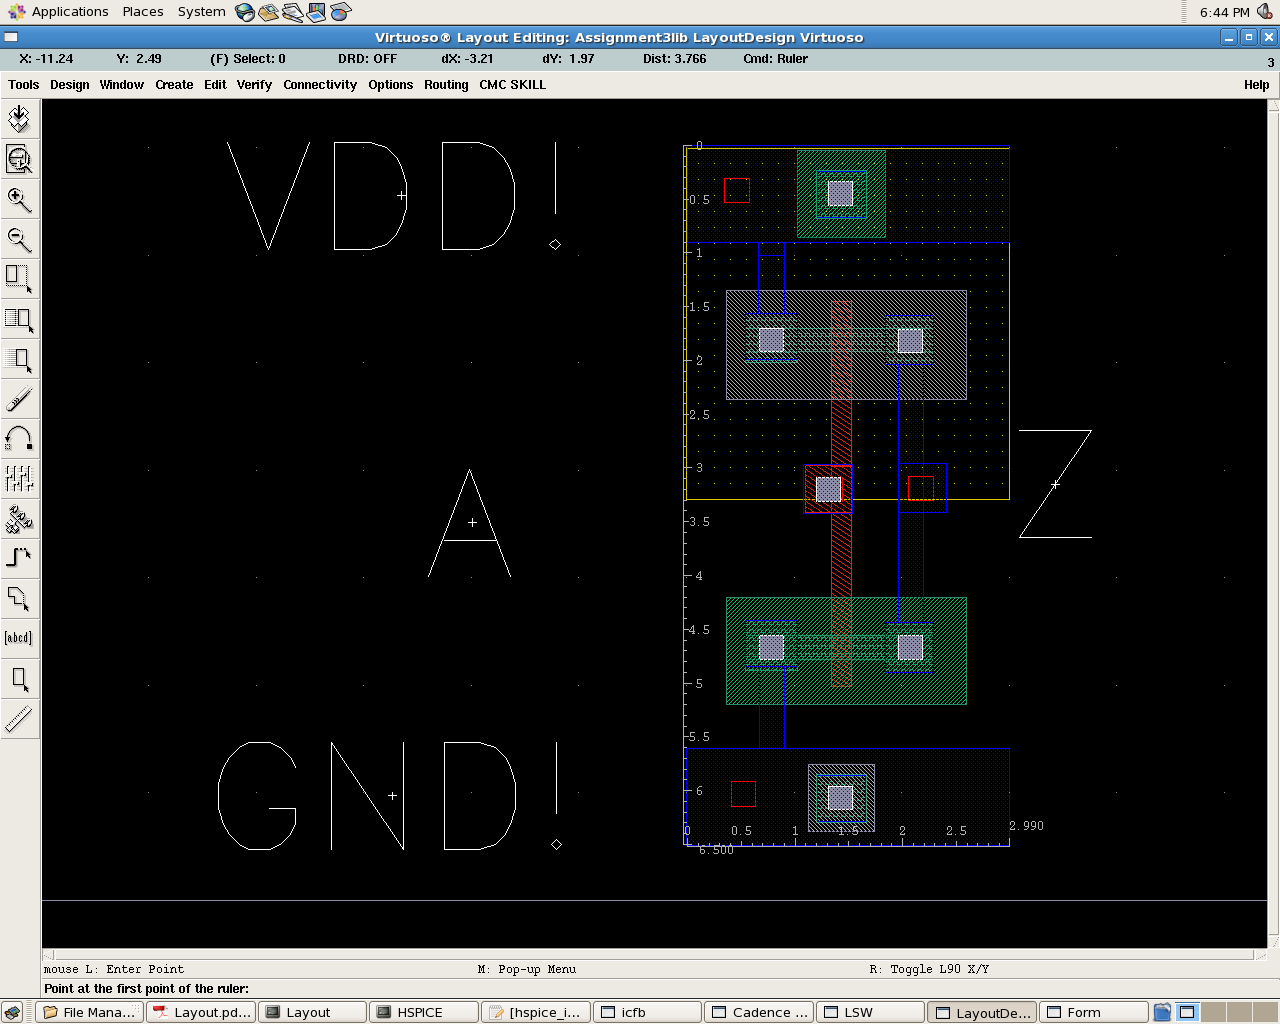 Applications Places System 6:44 PM
Virtuoso® Layout Editing: Assignment3lib LayoutDesign Virtuoso
X: -11.24 Y: 2.49 (F) Select: 0 DRD: OFF dX: -3.21 dY: 1.97 Dist: 3.766 Cmd: Ruler 3
Tools Design Window Create Edit Verify Connectivity Options Routing CMC SKILL Help
VDD!
0
0.5
1
1.5
2
2.5
3
Z
A
3.5
4
4.5
5
5.5
GND!
6
0 0.5 1 1.5 2 2.5 2.990
6.500
[abcd]
mouse L: Enter Point M: Pop-up Menu R: Toggle L90 X/Y
Point at the first point of the ruler:
File Mana... Layout.pd... Layout HSPICE [hspice_i... icfb Cadence ... LSW LayoutDe... Form